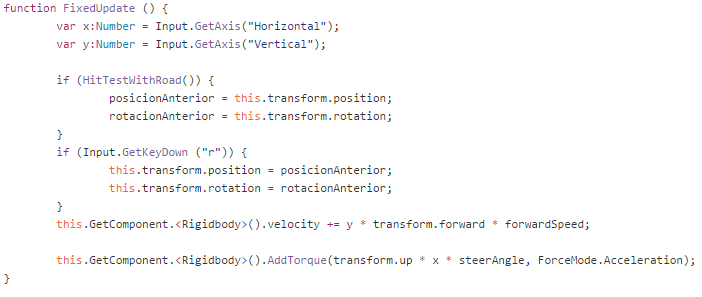 function FixedUpdate () {
        var x:Number = Input.GetAxis("Horizontal");
        var y:Number = Input.GetAxis("Vertical");

        if (HitTestWithRoad()) {
                posicionAnterior = this.transform.position;
                rotacionAnterior = this.transform.rotation;
        }
        if (Input.GetKeyDown ("r")) {
                this.transform.position = posicionAnterior;
                this.transform.rotation = rotacionAnterior;
        }
        this.GetComponent.<Rigidbody>().velocity += y * transform.forward * forwardSpeed;

        this.GetComponent.<Rigidbody>().AddTorque(transform.up * x * steerAngle, ForceMode.Acceleration);
}